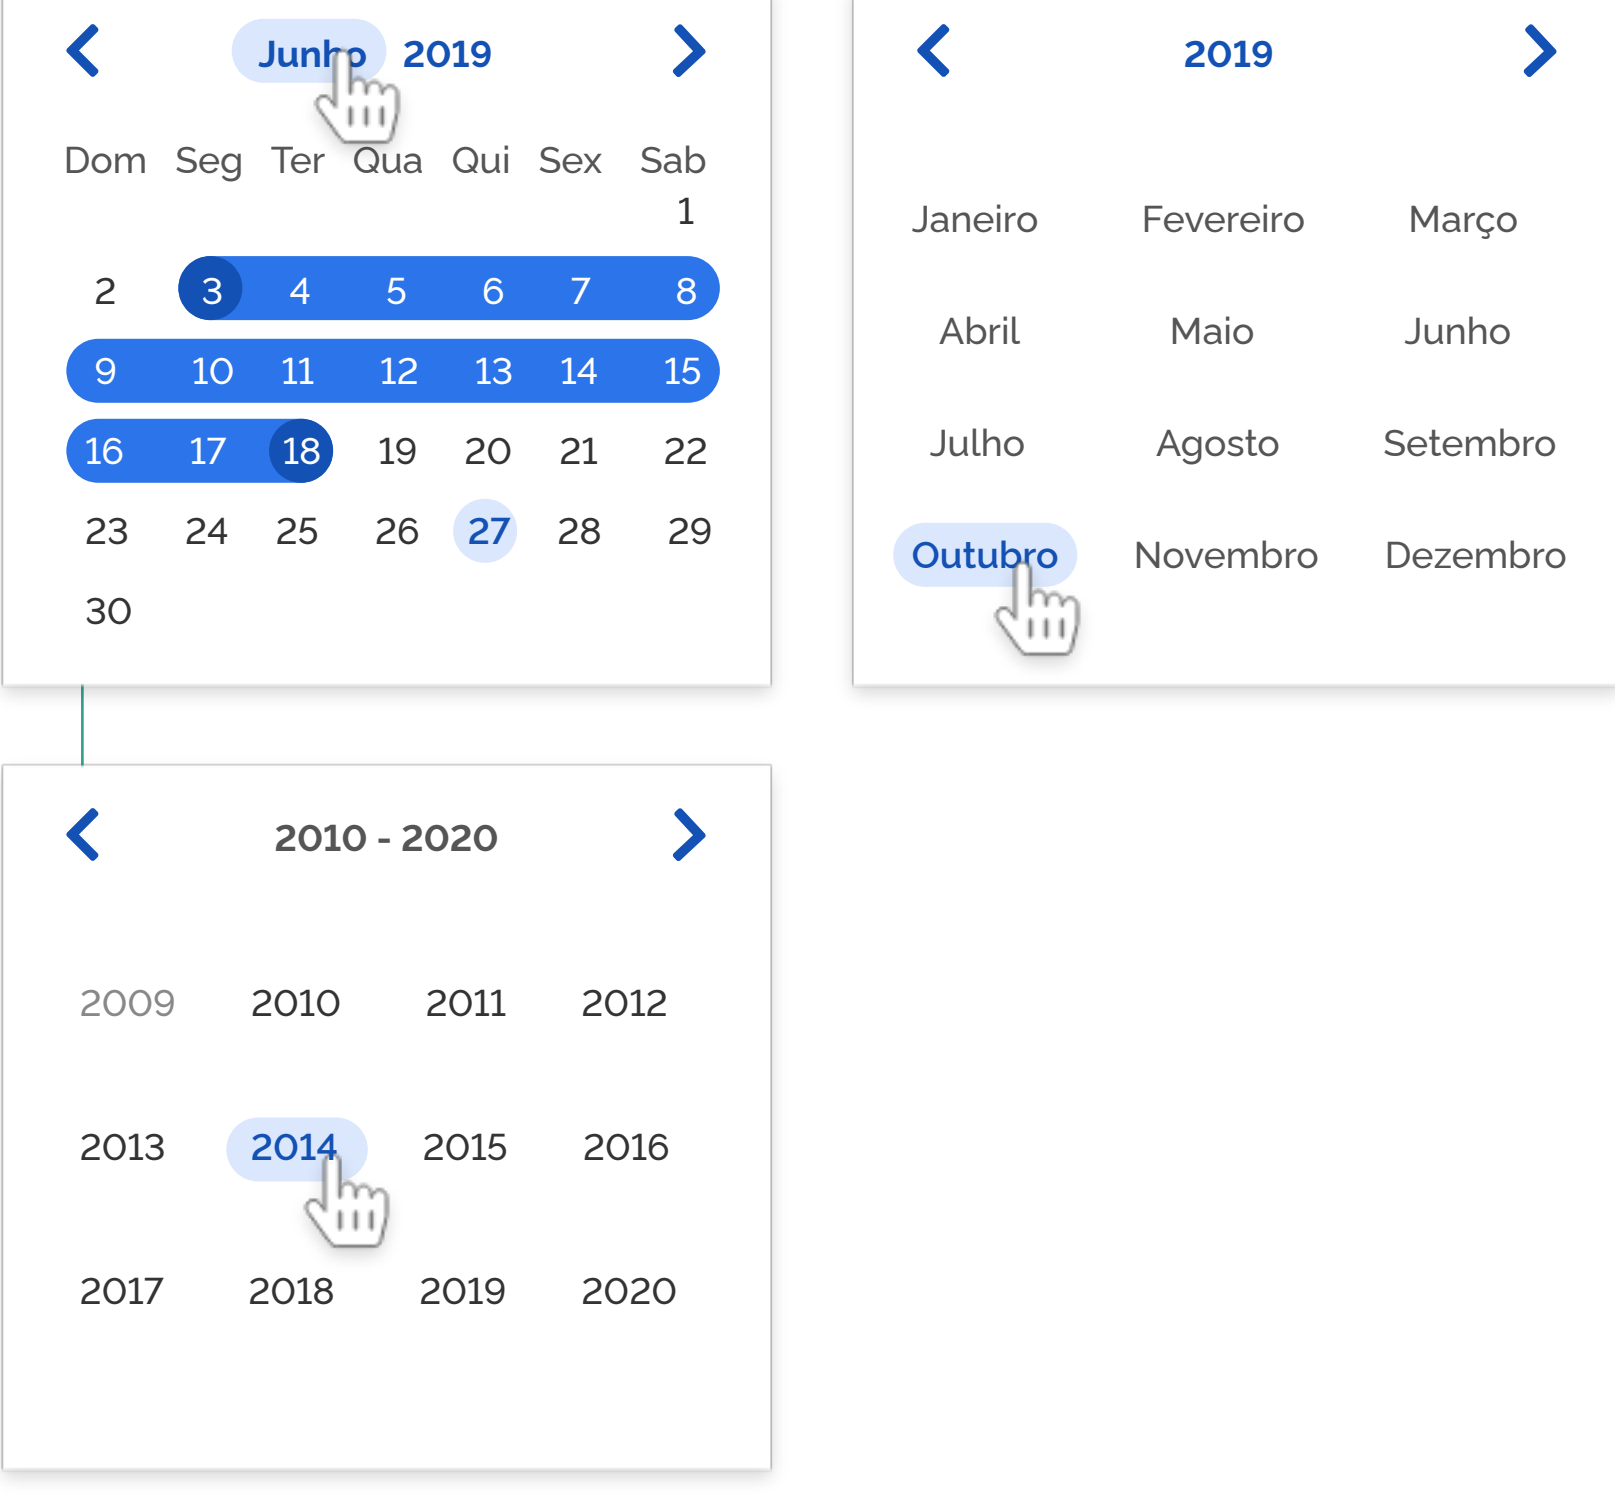 Junho 2019
Dom Seg Ter Qua Qui Sex Sab
1
2 3 4 5 6 7 8
9 10 11 12 13 14 15
16 17 18 19 20 21 22
23 24 25 26 27 28 29
30
2019
Janeiro Fevereiro Março
Abril Maio Junho
Julho Agosto Setembro
Outubro Novembro Dezembro
2010 - 2020
2009 2010 2011 2012
2013 2014 2015 2016
2017 2018 2019 2020